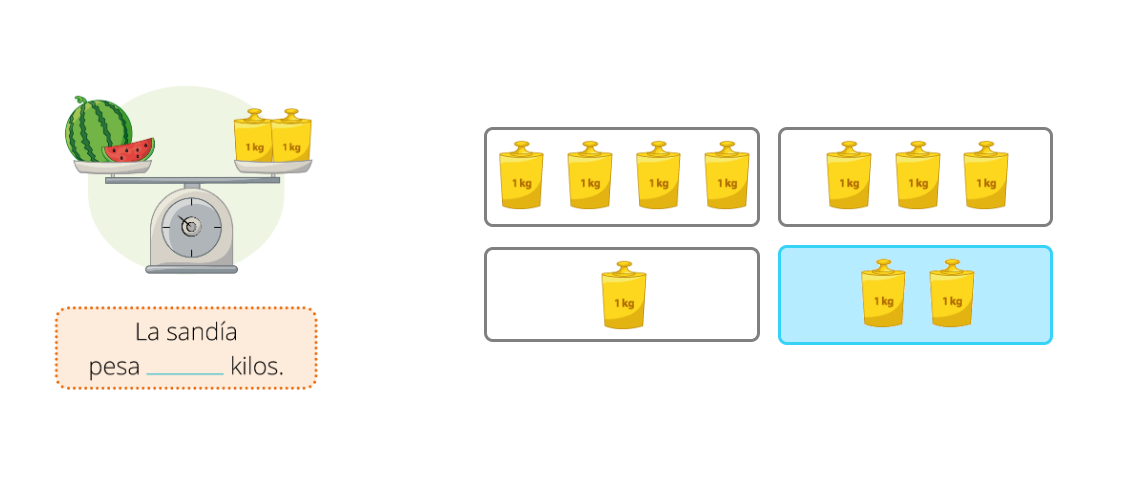 1 kg 1 kg
La sandía
pesa ________ kilos.
1 kg 1 kg 1 kg 1 kg
1 kg 1 kg 1 kg
1 kg
1 kg 1 kg